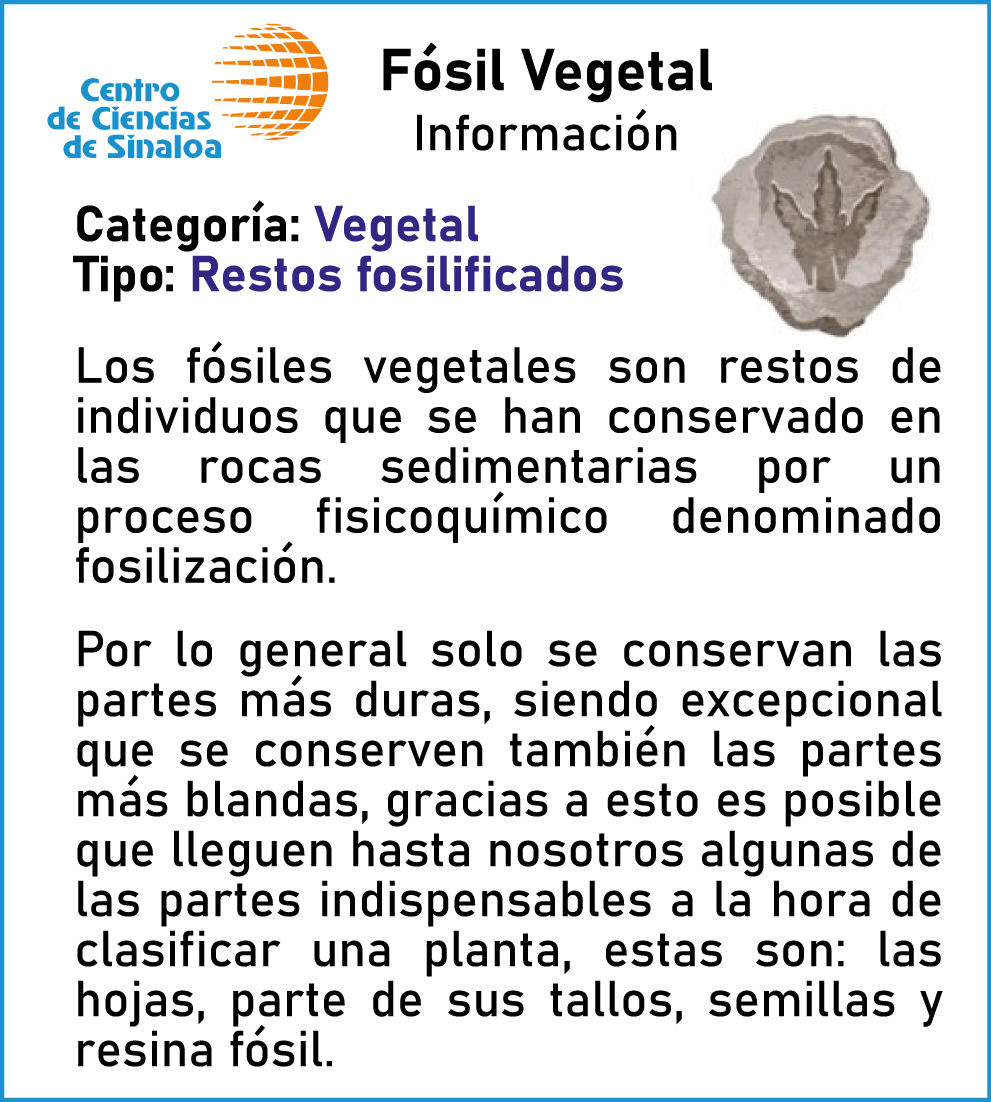 Centro
de Ciencias
de Sinaloa
Fósil Vegetal
Información
Categoría: Vegetal
Tipo: Restos fosilificados
Los fósiles vegetales son restos de
individuos que se han conservado en
las rocas sedimentarias por un
proceso fisicoquímico denominado
fosilización.
Por lo general solo se conservan las
partes más duras, siendo excepcional
que se conserven también las partes
más blandas, gracias a esto es posible
que lleguen hasta nosotros algunas de
las partes indispensables a la hora de
clasificar una planta, estas son: las
hojas, parte de sus tallos, semillas y
resina fósil.